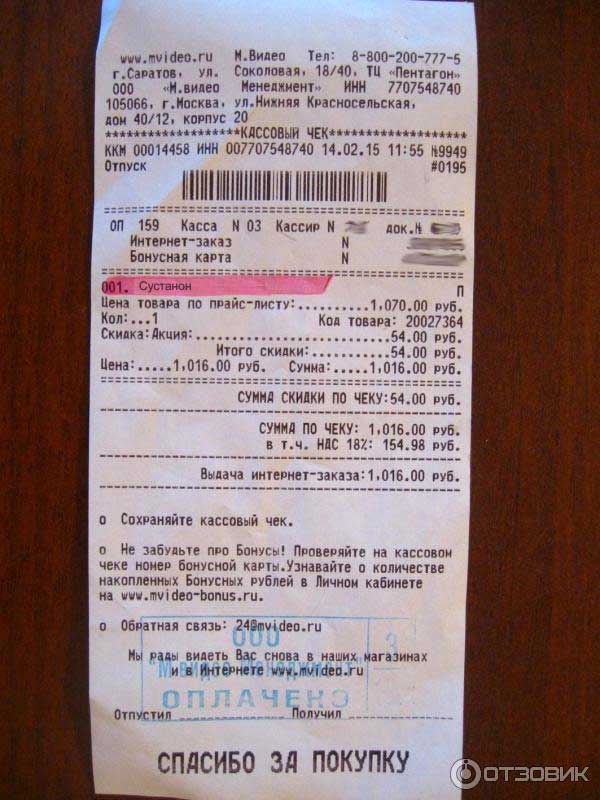 www.mvideo.ru М.Видео Тел: 8-800-200-777-5
г.Саратов, ул. Соколовая, 18/40, ТЦ «Пентагон»
ООО «М.видео Менеджмент» ИНН 7707548740
105066, г.Москва, ул.Нижняя Красносельская,
дом 40/12, корпус 20
********************КАССОВЫЙ ЧЕК*********************
ККМ 00014458 ИНН 007707548740 14.02.15 11:55 №9949
Отпуск #0195
ОП 159 Касса N 03 Кассир N док.№
Интернет-заказ N
Бонусная карта N
001. Сустанон П
Цена товара по прайс-листу:..........1,070.00 руб.
Кол:...1 Код товара: 20027364
Скидка:Акция:...........................54.00 руб.
Итого скидки:............54.00 руб.
Цена:.....1,016.00 руб. Сумма:.....1,016.00 руб.
СУММА СКИДКИ ПО ЧЕКУ:54.00 руб.
СУММА ПО ЧЕКУ: 1,016.00 руб.
в т.ч. НДС 18%: 154.98 руб.
Выдача интернет-заказа:1,016.00 руб.
о Сохраняйте кассовый чек.
о Не забудьте про Бонусы! Проверяйте на кассовом
чеке номер бонусной карты.Узнавайте о количестве
накопленных Бонусных рублей в Личном кабинете
на www.mvideo-bonus.ru.
о Обратная связь: 24@mvideo.ru
ООО
Мы рады видеть Вас снова в наших магазинах
"М.видео Менеджмент"
и в Интернете www.mvideo.ru
ОПЛАЧЕНО
Отпустил Получил
СПАСИБО ЗА ПОКУПКУ
ОТЗОВИК